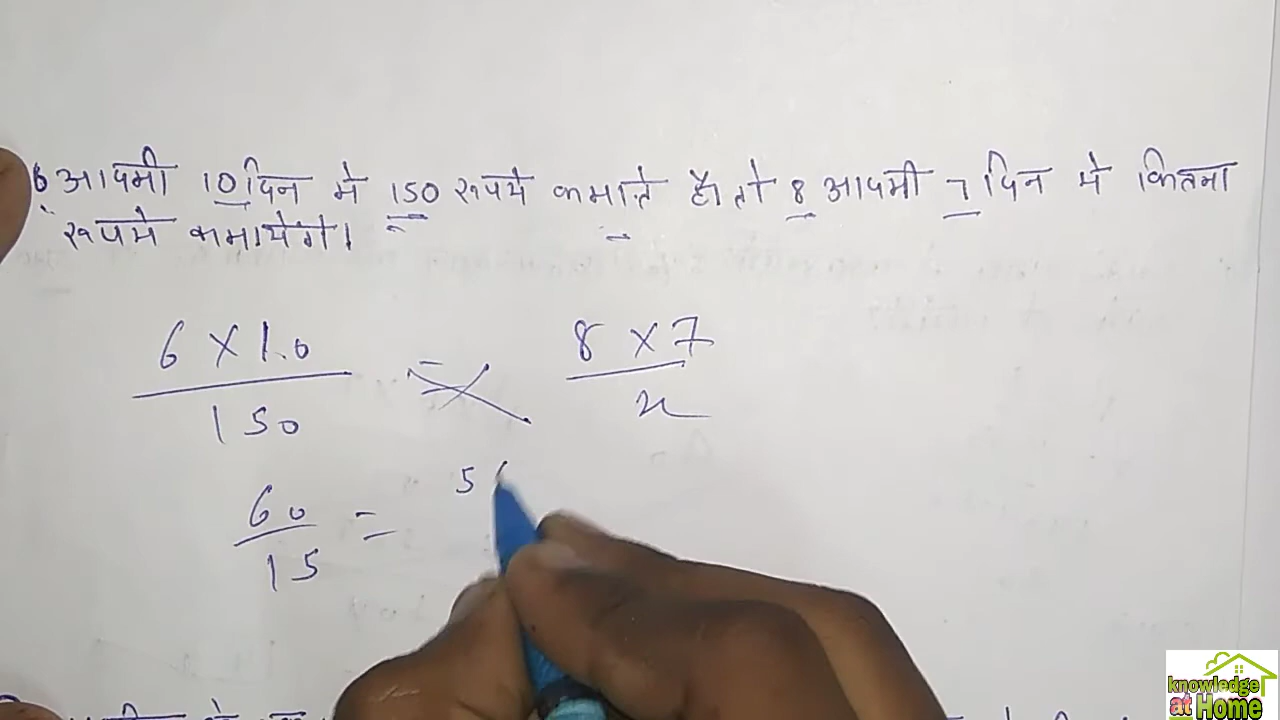 6 आदमी 10 दिन मे 150 रूपये कमाते है। तो 8 आदमी 7 दिन मे कितना
रूपये कमायेगे।
6 × 10 = 8 × 7
150 x
60 = 56
15
knowledge
at Home